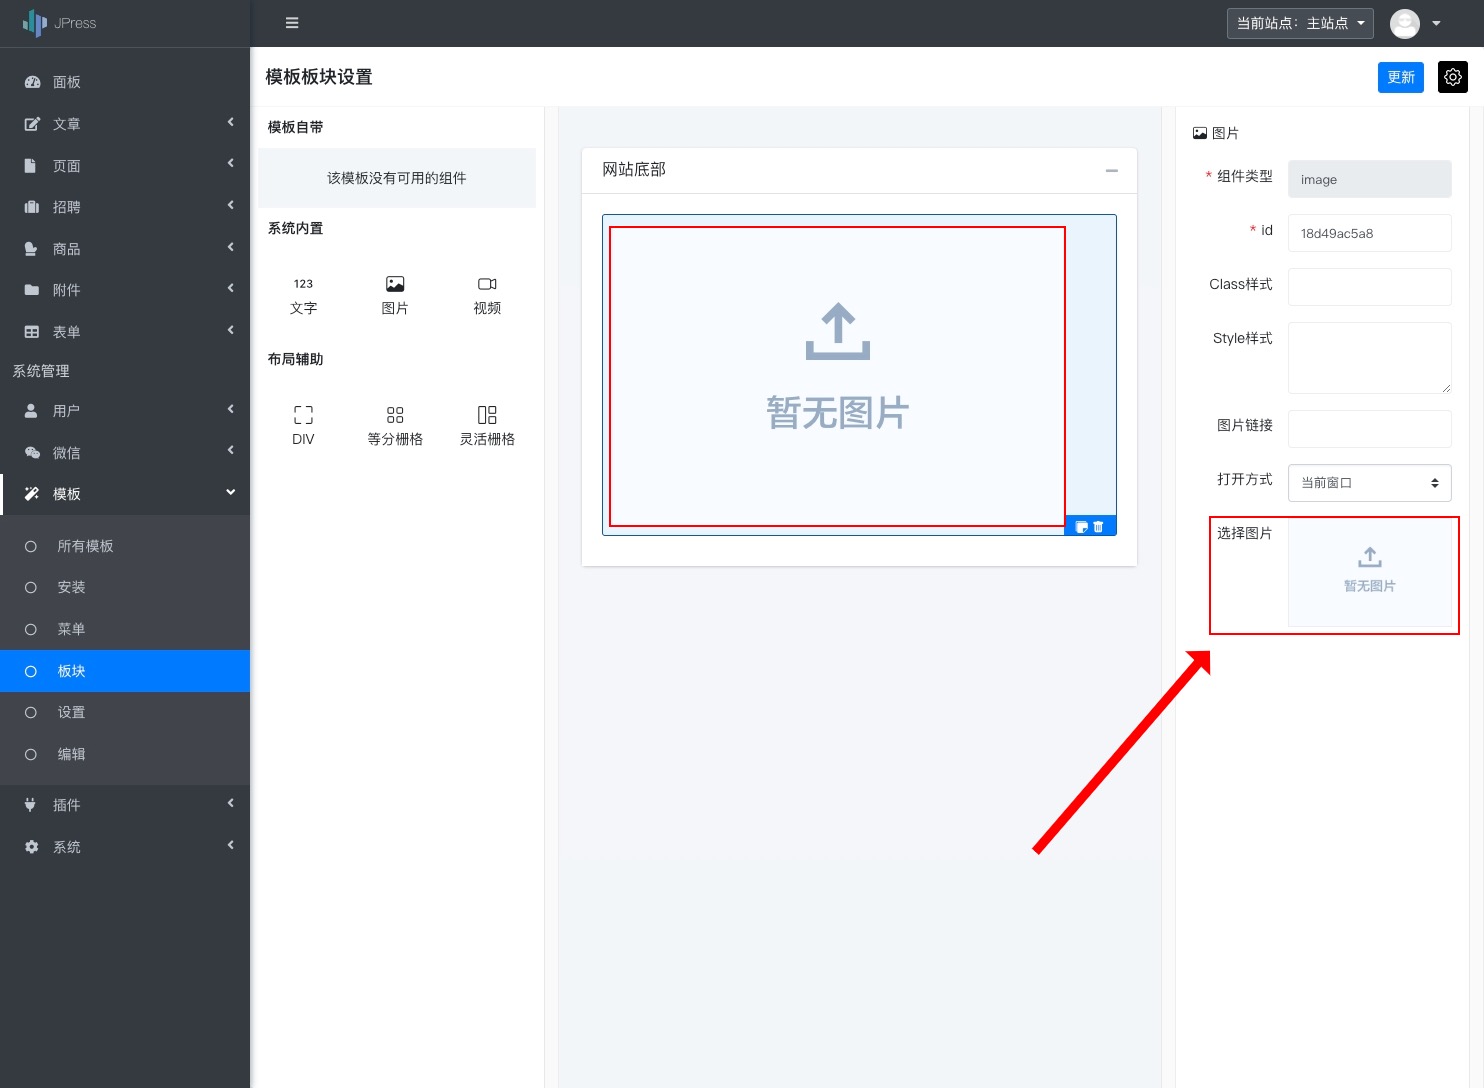 JPress
当前站点：主站点
面板
文章
页面
招聘
商品
附件
表单
系统管理
用户
微信
模板
所有模板
安装
菜单
板块
设置
编辑
插件
系统
模板板块设置
更新
模板自带
该模板没有可用的组件
系统内置
123
文字
图片
视频
布局辅助
DIV
等分栅格
灵活栅格
网站底部
暂无图片
图片
* 组件类型
image
* id
18d49ac5a8
Class样式
Style样式
图片链接
打开方式
当前窗口
选择图片
暂无图片